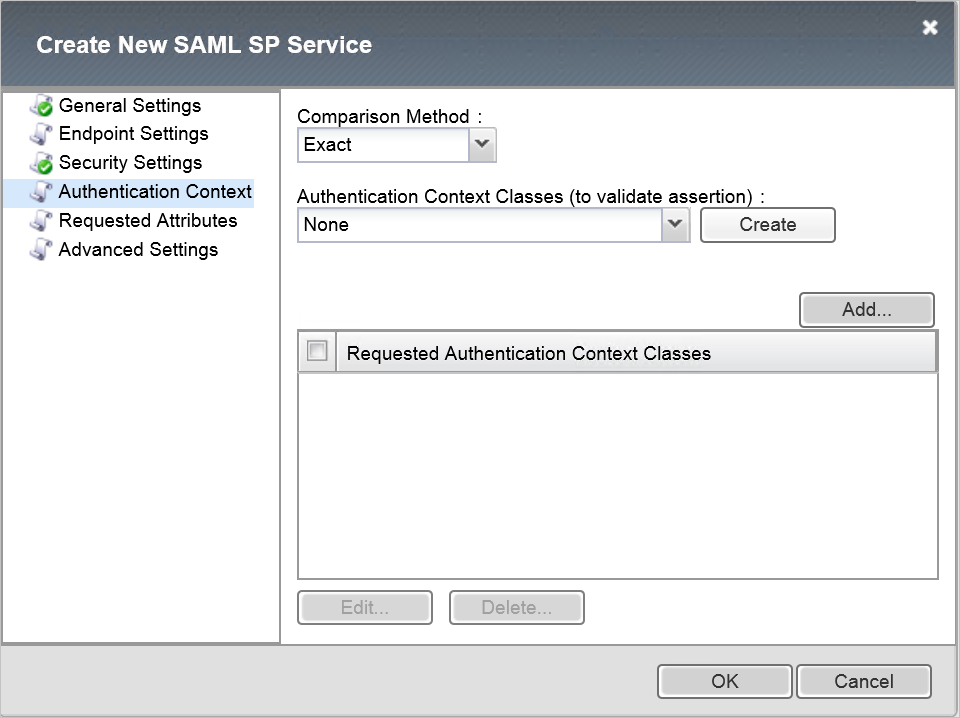 Create New SAML SP Service
General Settings
Endpoint Settings
Security Settings
Authentication Context
Requested Attributes
Advanced Settings
Comparison Method :
Exact
Authentication Context Classes (to validate assertion) :
None
Create
Add...
Requested Authentication Context Classes
Edit...
Delete...
OK
Cancel